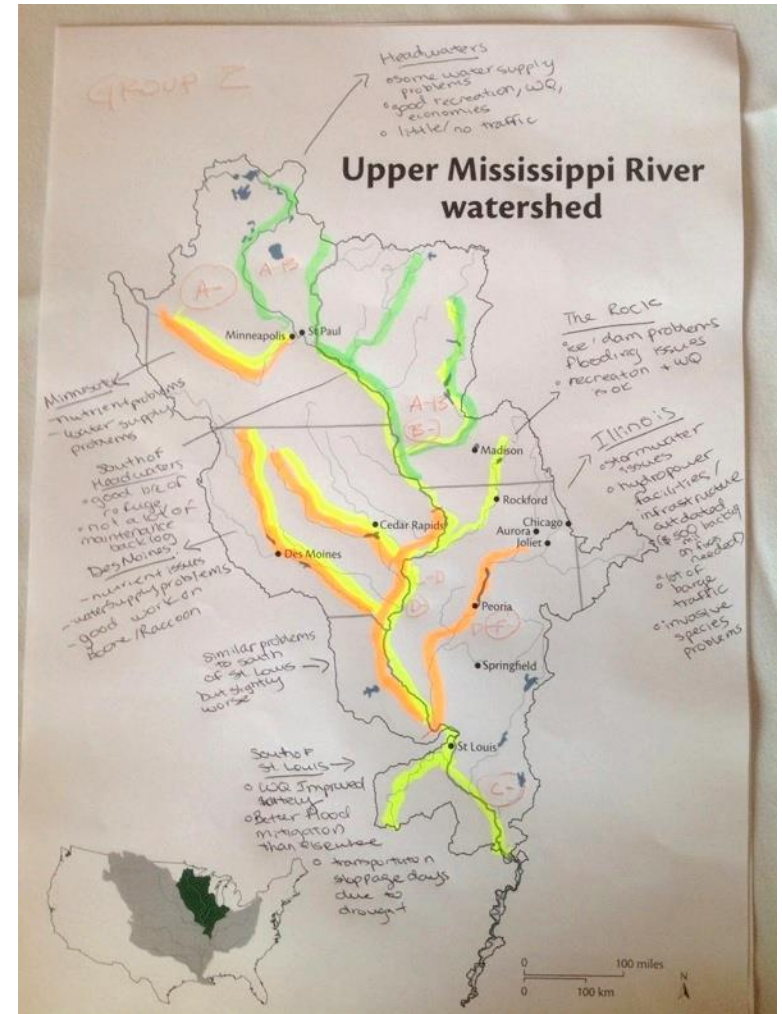 GROUP 2
Headwaters
some water supply
problems
good recreation, WQ,
economies
little/no traffic
Upper Mississippi River
watershed
A-
A-B
Minneapolis
St Paul
The Rock
ice/dam problems
flooding issues
recreation + WQ
is ok
Minnesota
- nutrient problems
- water supply
problems
A-B
B-
Madison
Illinois
stormwater
issues
hydropower
facilities/
infrastructure
outdated
on fixes
needed)
a lot of
barge
traffic
invasive
species
problems
South of
Headwaters
good bit of
refuge
not a lot of
maintenance
backlog
Rockford
Chicago
Aurora
Joliet
Cedar Rapids
Des Moines
Des Moines
- nutrient issues
- water supply problems
- good work on
Boone/Raccoon
D
Peoria
F
Springfield
similar problems
to south
of St. Louis
but slightly
worse
St Louis
South of
St. Louis
WQ Improved
lately
Better flood
mitigation
than elsewhere
transportation
stoppage days
due to
drought
C-
0 100 miles
0 100 km
N